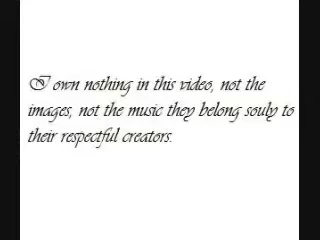 I own nothing in this video, not the
images, not the music they belong souly to
their respectful creators.